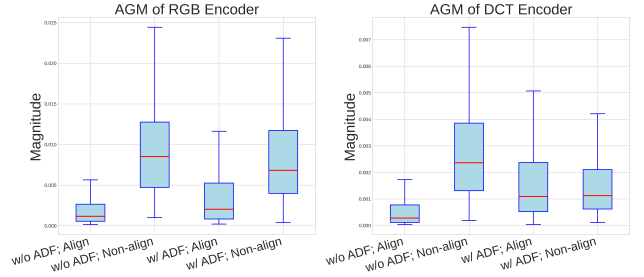 AGM of RGB Encoder
Magnitude
0.025
0.020
0.015
0.010
0.005
0.000
w/o ADF; Align
w/o ADF; Non-align
w/ ADF; Align
w/ ADF; Non-align
AGM of DCT Encoder
Magnitude
0.007
0.006
0.005
0.004
0.003
0.002
0.001
0.000
w/o ADF; Align
w/o ADF; Non-align
w/ ADF; Align
w/ ADF; Non-align